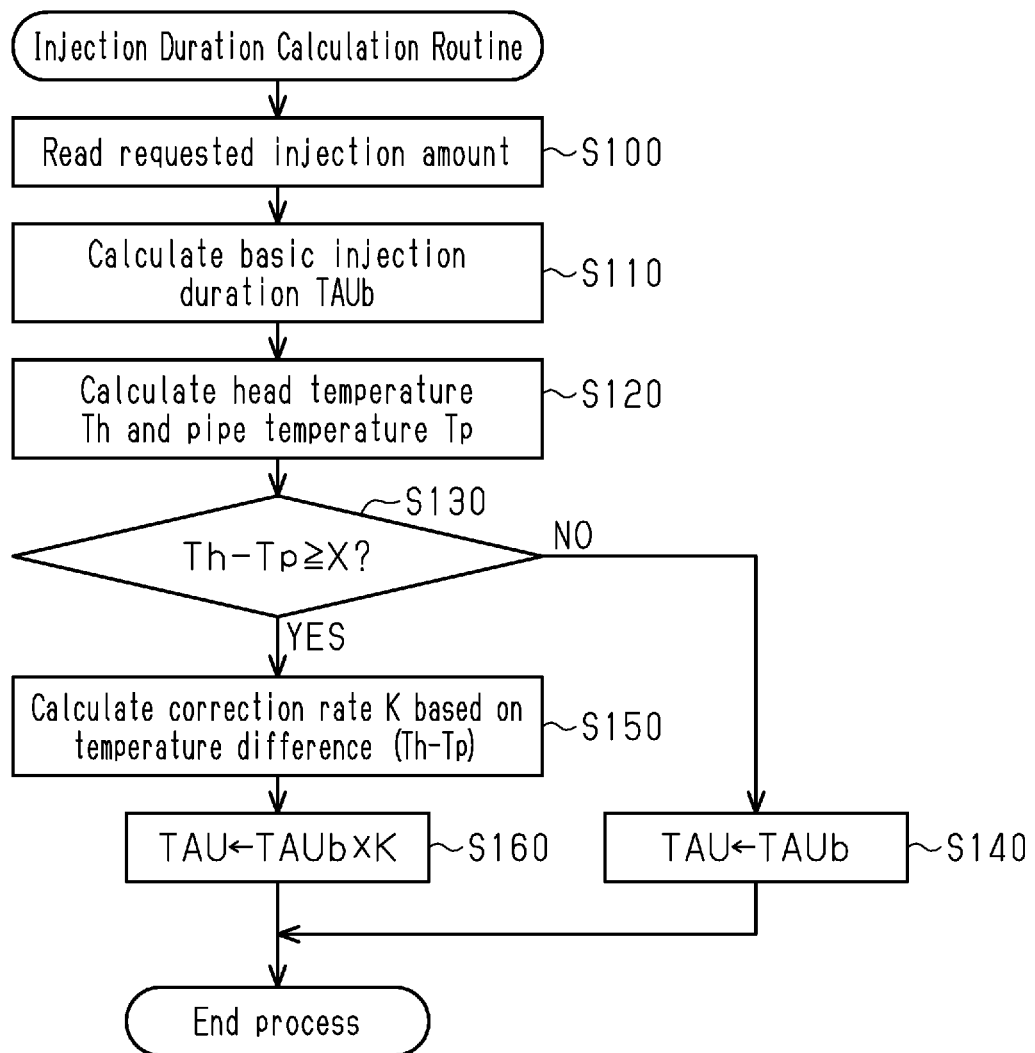 Injection Duration Calculation Routine
Read requested injection amount
S100
Calculate basic injection
duration TAUb
S110
Calculate head temperature
Th and pipe temperature Tp
S120
S130
Th-Tp≧X?
NO
YES
Calculate correction rate K based on
temperature difference (Th-Tp)
S150
TAU←TAUb×K
S160
TAU←TAUb
S140
End process